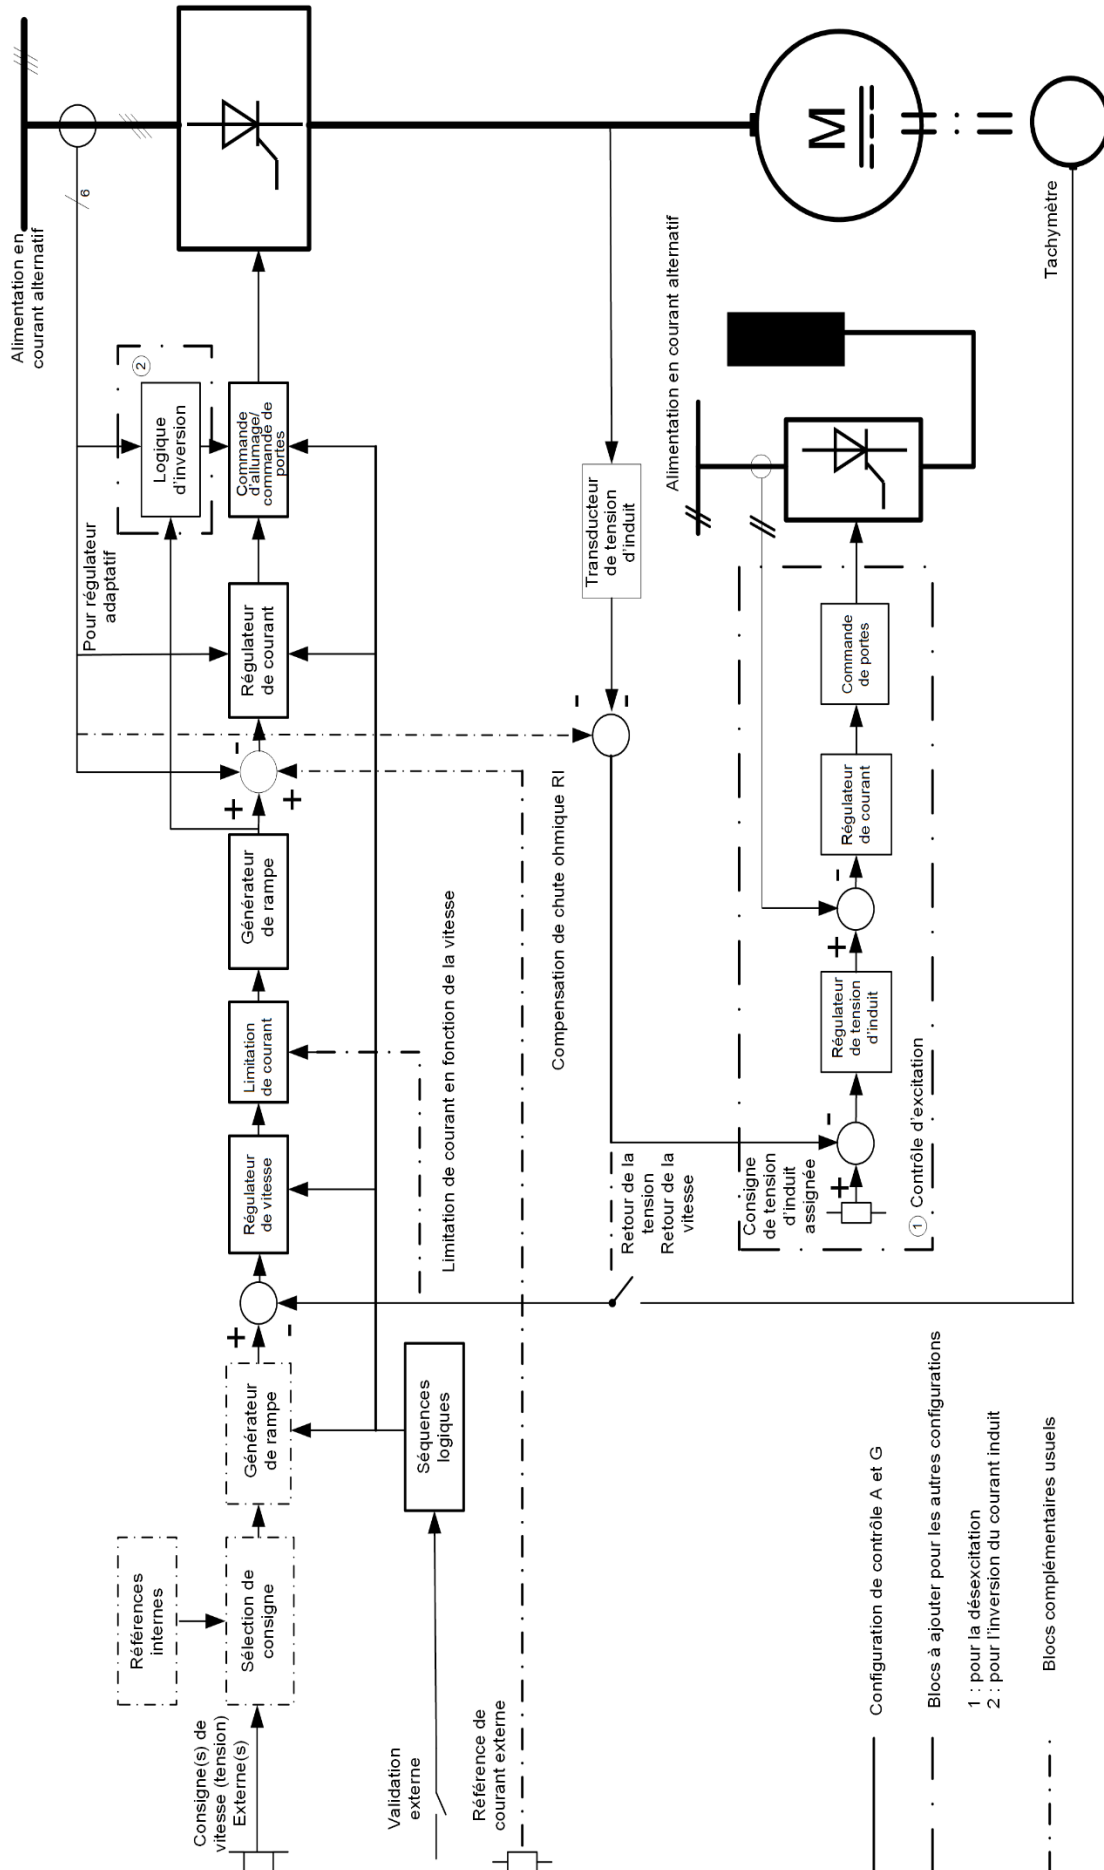 Consigne(s) de
vitesse (tension)
Externe(s)
Références
internes
Sélection de
consigne
Générateur
de rampe
+
-
Régulateur
de vitesse
Limitation
de courant
Générateur
de rampe
+
-
+
Régulateur
de courant
Pour régulateur
adaptatif
Logique
d'inversion
2
Commande
d'allumage/
commande de
portes
Alimentation en
courant alternatif
6
Validation
externe
Séquences
logiques
Limitation de courant en fonction de la vitesse
Référence de
courant externe
Compensation de chute ohmique RI
-
-
Transducteur
de tension
d'induit
Retour de la
tension
Retour de la
vitesse
Alimentation en courant alternatif
M
Consigne
de tension
d'induit
assignée
+
-
Régulateur
de tension
d'induit
+
-
Régulateur
de courant
Commande
de portes
1 Contrôle d'excitation
Tachymètre
Configuration de contrôle A et G
Blocs à ajouter pour les autres configurations
1 : pour la désexcitation
2 : pour l'inversion du courant induit
Blocs complémentaires usuels